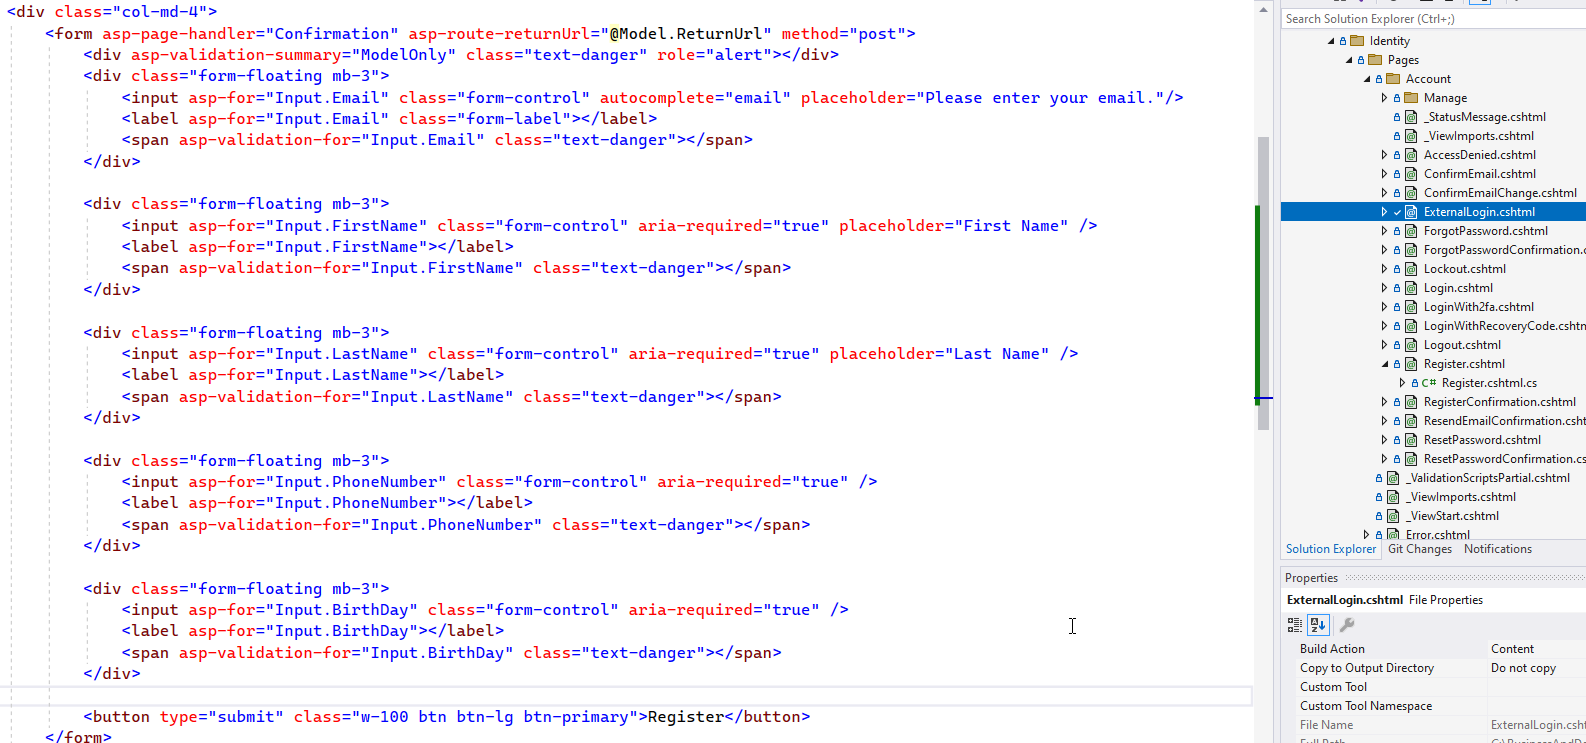 <div class="col-md-4">
<form asp-page-handler="Confirmation" asp-route-returnUrl="@Model.ReturnUrl" method="post">
<div asp-validation-summary="ModelOnly" class="text-danger" role="alert"></div>
<div class="form-floating mb-3">
<input asp-for="Input.Email" class="form-control" autocomplete="email" placeholder="Please enter your email."/>
<label asp-for="Input.Email" class="form-label"></label>
<span asp-validation-for="Input.Email" class="text-danger"></span>
</div>
<div class="form-floating mb-3">
<input asp-for="Input.FirstName" class="form-control" aria-required="true" placeholder="First Name" />
<label asp-for="Input.FirstName"></label>
<span asp-validation-for="Input.FirstName" class="text-danger"></span>
</div>
<div class="form-floating mb-3">
<input asp-for="Input.LastName" class="form-control" aria-required="true" placeholder="Last Name" />
<label asp-for="Input.LastName"></label>
<span asp-validation-for="Input.LastName" class="text-danger"></span>
</div>
<div class="form-floating mb-3">
<input asp-for="Input.PhoneNumber" class="form-control" aria-required="true" />
<label asp-for="Input.PhoneNumber"></label>
<span asp-validation-for="Input.PhoneNumber" class="text-danger"></span>
</div>
<div class="form-floating mb-3">
<input asp-for="Input.BirthDay" class="form-control" aria-required="true" />
<label asp-for="Input.BirthDay"></label>
<span asp-validation-for="Input.BirthDay" class="text-danger"></span>
</div>
<button type="submit" class="w-100 btn btn-lg btn-primary">Register</button>
</form>
Search Solution Explorer (Ctrl+;)
Identity
Pages
Account
Manage
_StatusMessage.cshtml
_ViewImports.cshtml
AccessDenied.cshtml
ConfirmEmail.cshtml
ConfirmEmailChange.cshtml
ExternalLogin.cshtml
ForgotPassword.cshtml
ForgotPasswordConfirmation.c
Lockout.cshtml
Login.cshtml
LoginWith2fa.cshtml
LoginWithRecoveryCode.cshtm
Logout.cshtml
Register.cshtml
C# Register.cshtml.cs
RegisterConfirmation.cshtml
ResendEmailConfirmation.csht
ResetPassword.cshtml
ResetPasswordConfirmation.cs
_ValidationScriptsPartial.cshtml
_ViewImports.cshtml
_ViewStart.cshtml
Error.cshtml
Solution Explorer Git Changes Notifications
Properties
ExternalLogin.cshtml File Properties
Build Action Content
Copy to Output Directory Do not copy
Custom Tool
Custom Tool Namespace
File Name ExternalLogin.csht